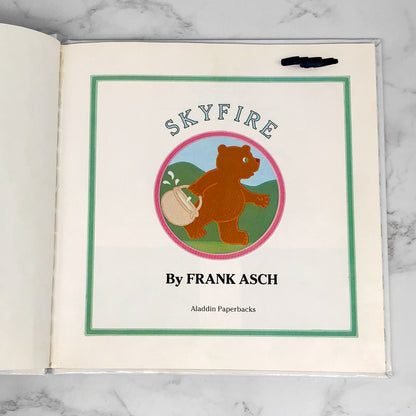 SKYFIRE
By FRANK ASCH
Aladdin Paperbacks